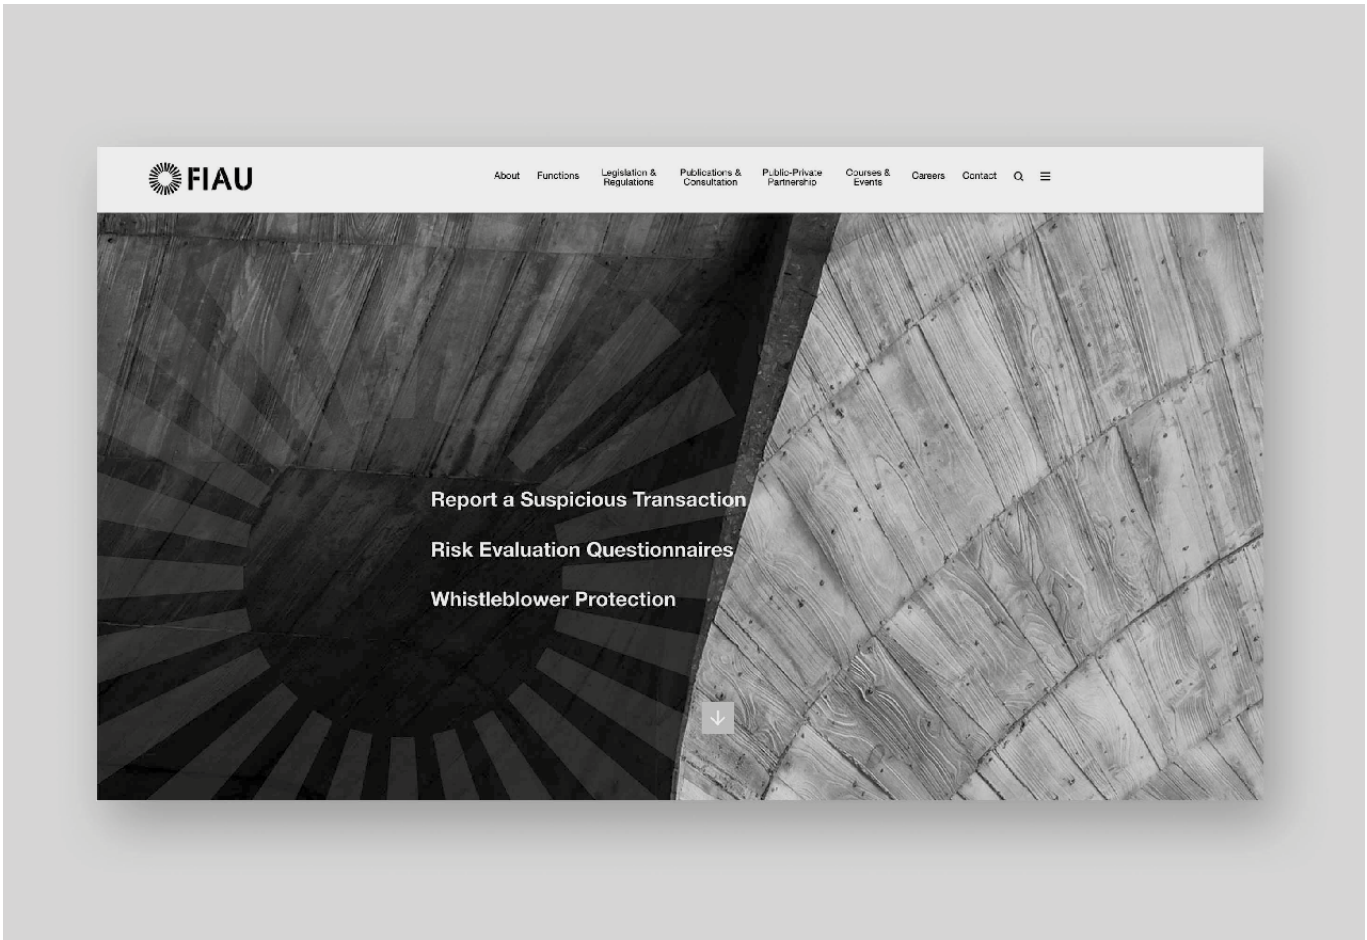 FIAU
About
Functions
Legislation &
Regulations
Publications &
Consultation
Public-Private
Partnership
Courses &
Events
Careers
Contact
Report a Suspicious Transaction
Risk Evaluation Questionnaires
Whistleblower Protection